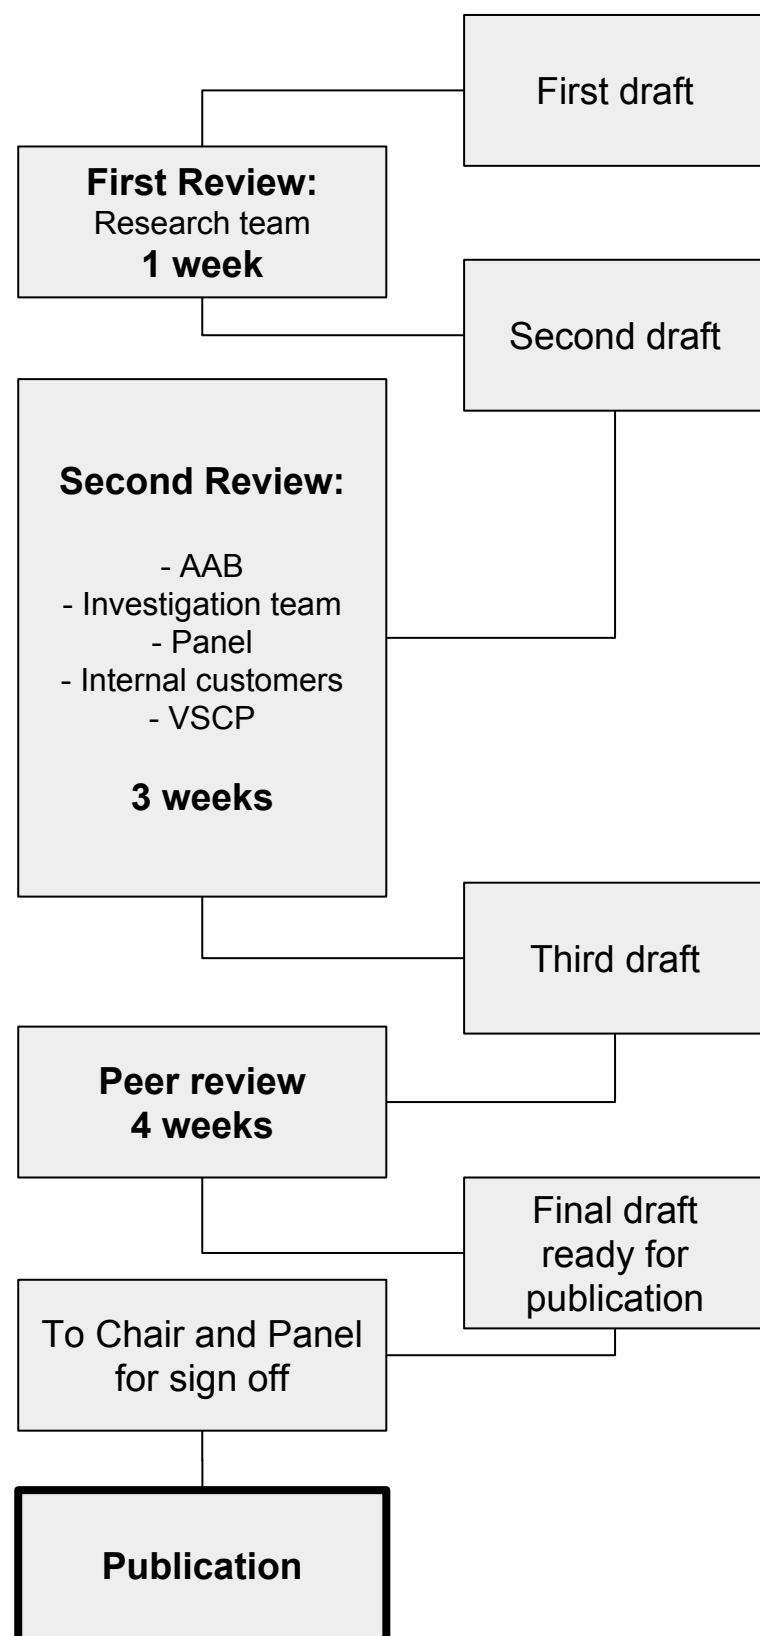 First draft
First Review:
Research team
1 week
Second draft
Second Review:
- AAB
- Investigation team
- Panel
- Internal customers
- VSCP
3 weeks
Third draft
Peer review
4 weeks
Final draft
ready for
publication
To Chair and Panel
for sign off
Publication